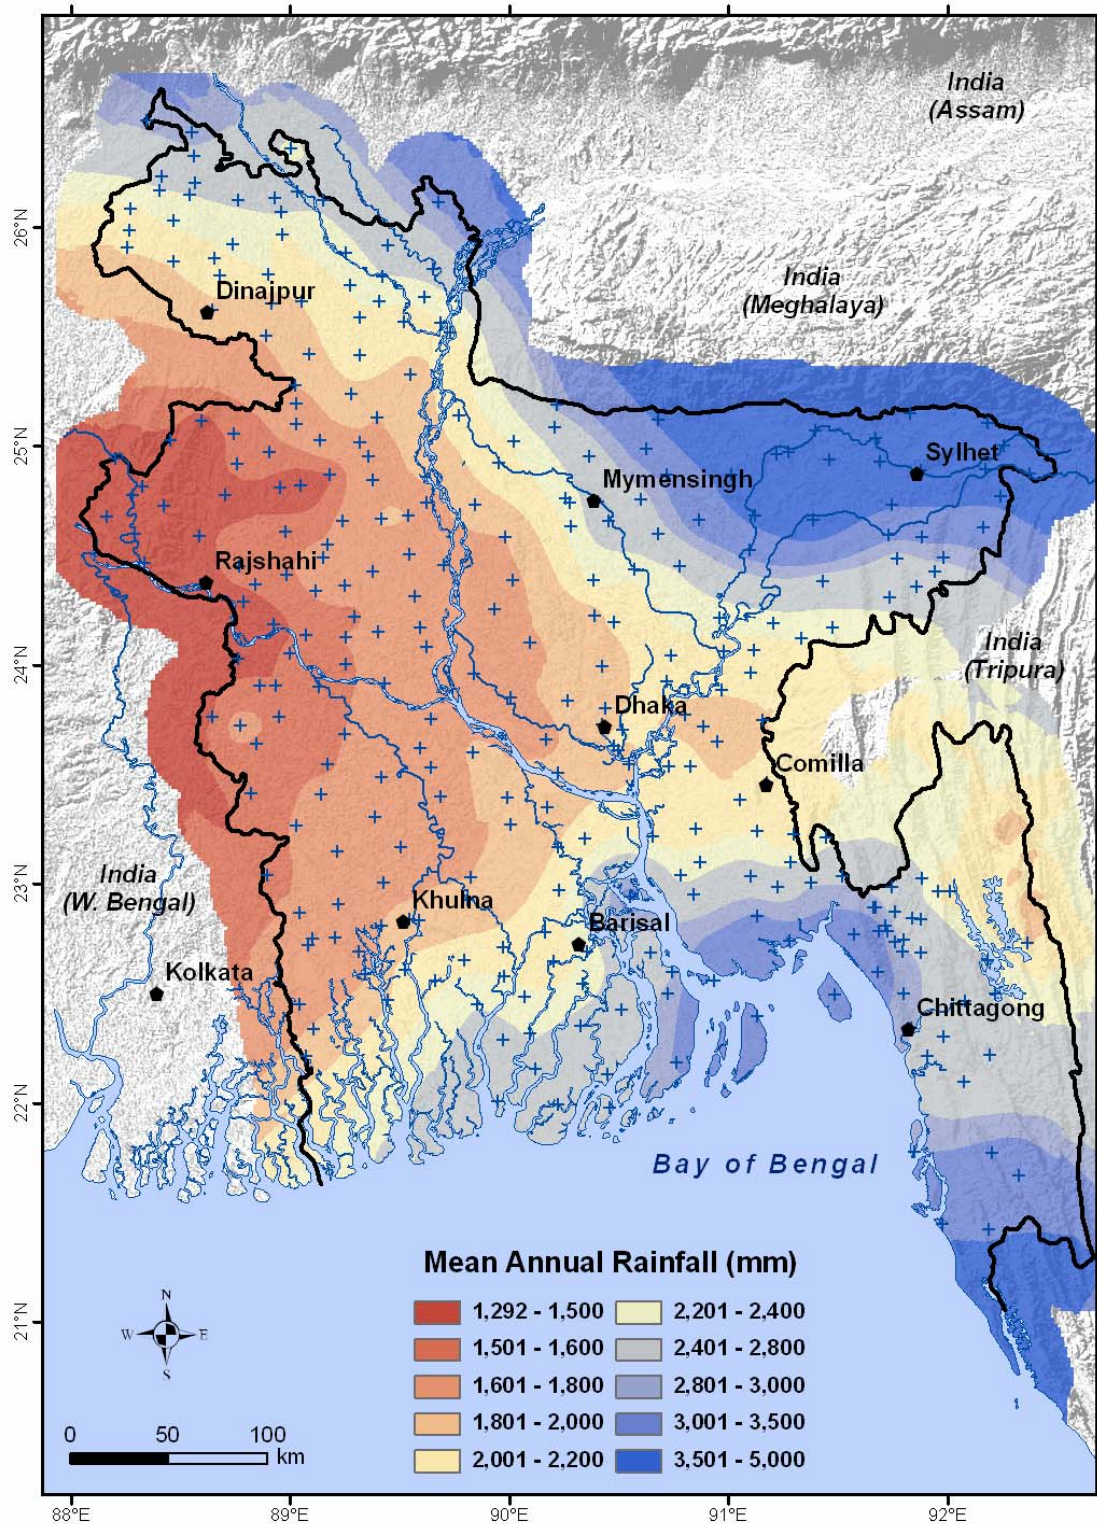 India
(Assam)
26°N
India
(Meghalaya)
Dinajpur
25°N
Sylhet
Mymensingh
Rajshahi
24°N
India
(Tripura)
Dhaka
Comilla
23°N
India
(W. Bengal)
Khulna
Barisal
Kolkata
Chittagong
22°N
Bay of Bengal
Mean Annual Rainfall (mm)
N
W E
S
21°N
1,292 - 1,500
1,501 - 1,600
1,601 - 1,800
1,801 - 2,000
2,001 - 2,200
2,201 - 2,400
2,401 - 2,800
2,801 - 3,000
3,001 - 3,500
3,501 - 5,000
0 50 100
km
88°E 89°E 90°E 91°E 92°E